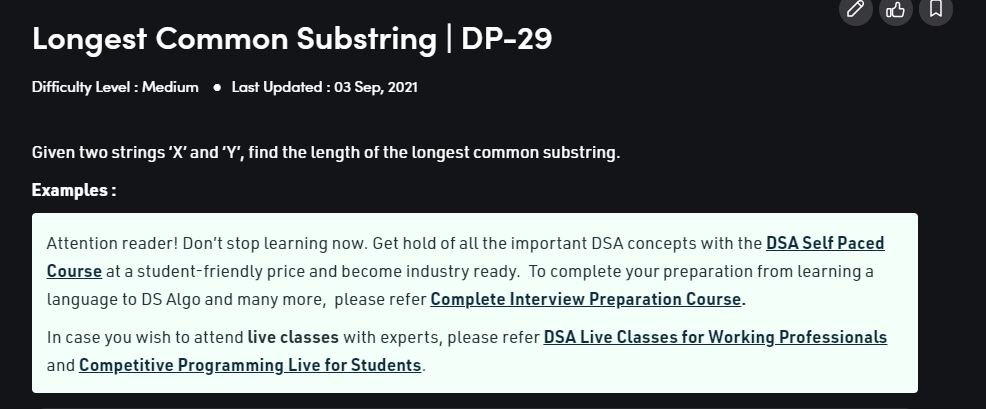 Longest Common Substring | DP-29
Difficulty Level : Medium ● Last Updated : 03 Sep, 2021
Given two strings ‘X’ and ‘Y’, find the length of the longest common substring.
Examples :
Attention reader! Don’t stop learning now. Get hold of all the important DSA concepts with the DSA Self Paced
Course at a student-friendly price and become industry ready.  To complete your preparation from learning a
language to DS Algo and many more,  please refer Complete Interview Preparation Course.
In case you wish to attend live classes with experts, please refer DSA Live Classes for Working Professionals
and Competitive Programming Live for Students.